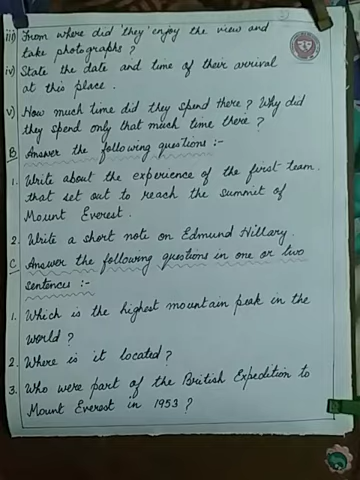 iii) From where did 'they' enjoy the view and
take photographs?
iv) State the date and time of their arrival
at this place.
v) How much time did they spend there? Why did
they spend only that much time there?
B Answer the following questions :-
1. Write about the experience of the first team
that set out to reach the summit of
Mount Everest.
2. Write a short note on Edmund Hillary.
C Answer the following questions in one or two
sentences :-
1. Which is the highest mountain peak in the
world?
2. Where is it located?
3. Who were part of the British Expedition to
Mount Everest in 1953?